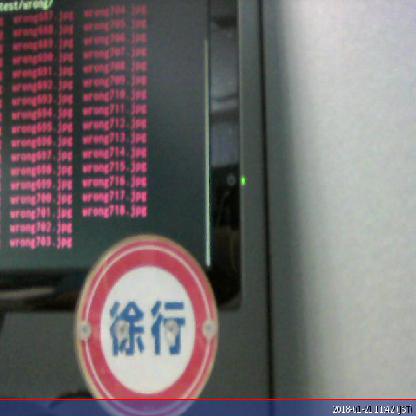 test/wrong/
wrong687.jpg wrong704.jpg
wrong688.jpg wrong705.jpg
wrong689.jpg wrong706.jpg
wrong690.jpg wrong707.jpg
wrong691.jpg wrong708.jpg
wrong692.jpg wrong709.jpg
wrong693.jpg wrong710.jpg
wrong694.jpg wrong711.jpg
wrong695.jpg wrong712.jpg
wrong696.jpg wrong713.jpg
wrong697.jpg wrong714.jpg
wrong698.jpg wrong715.jpg
wrong699.jpg wrong716.jpg
wrong700.jpg wrong717.jpg
wrong701.jpg wrong718.jpg
wrong702.jpg
wrong703.jpg
徐行